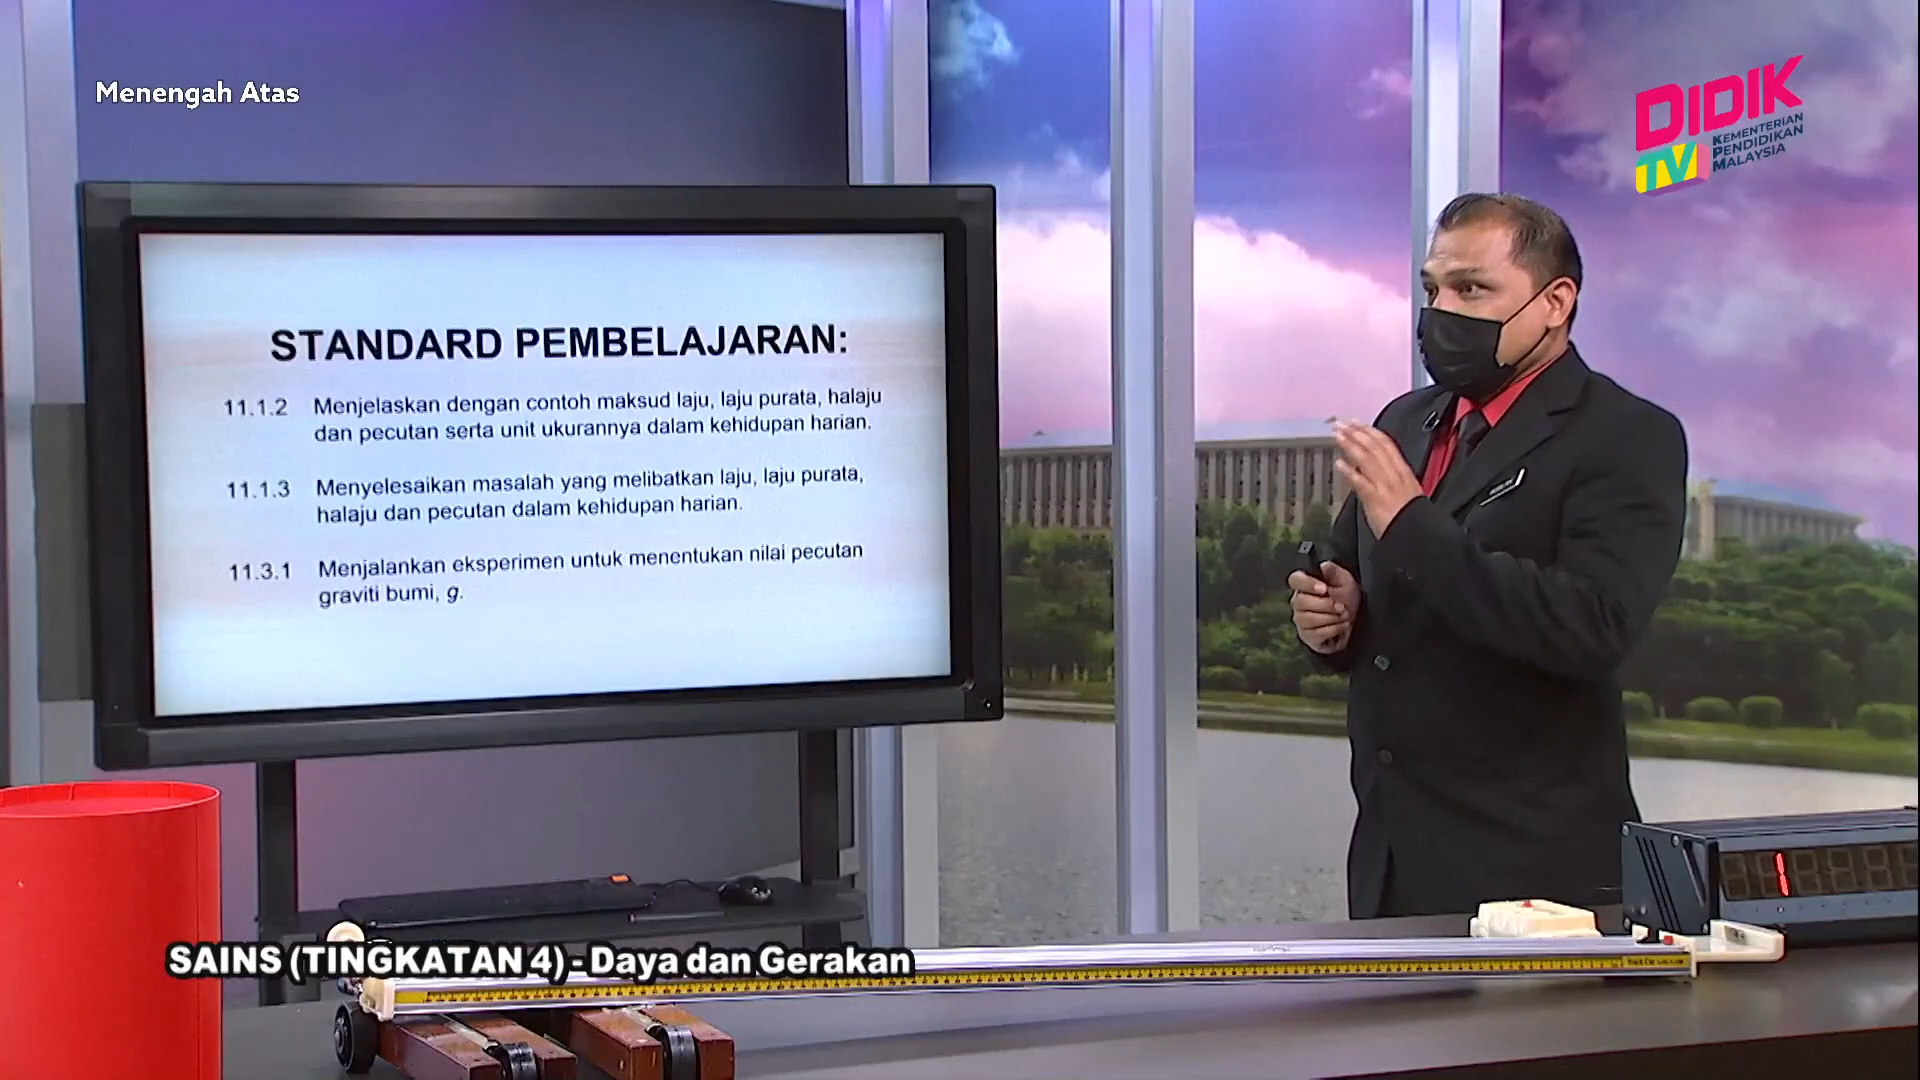 Menengah Atas
DIDIK
TV
KEMENTERIAN
PENDIDIKAN
MALAYSIA
STANDARD PEMBELAJARAN:
11.1.2 Menjelaskan dengan contoh maksud laju, laju purata, halaju
dan pecutan serta unit ukurannya dalam kehidupan harian.
11.1.3 Menyelesaikan masalah yang melibatkan laju, laju purata,
halaju dan pecutan dalam kehidupan harian.
11.3.1 Menjalankan eksperimen untuk menentukan nilai pecutan
graviti bumi, g.
1
SAINS (TINGKATAN 4) - Daya dan Gerakan